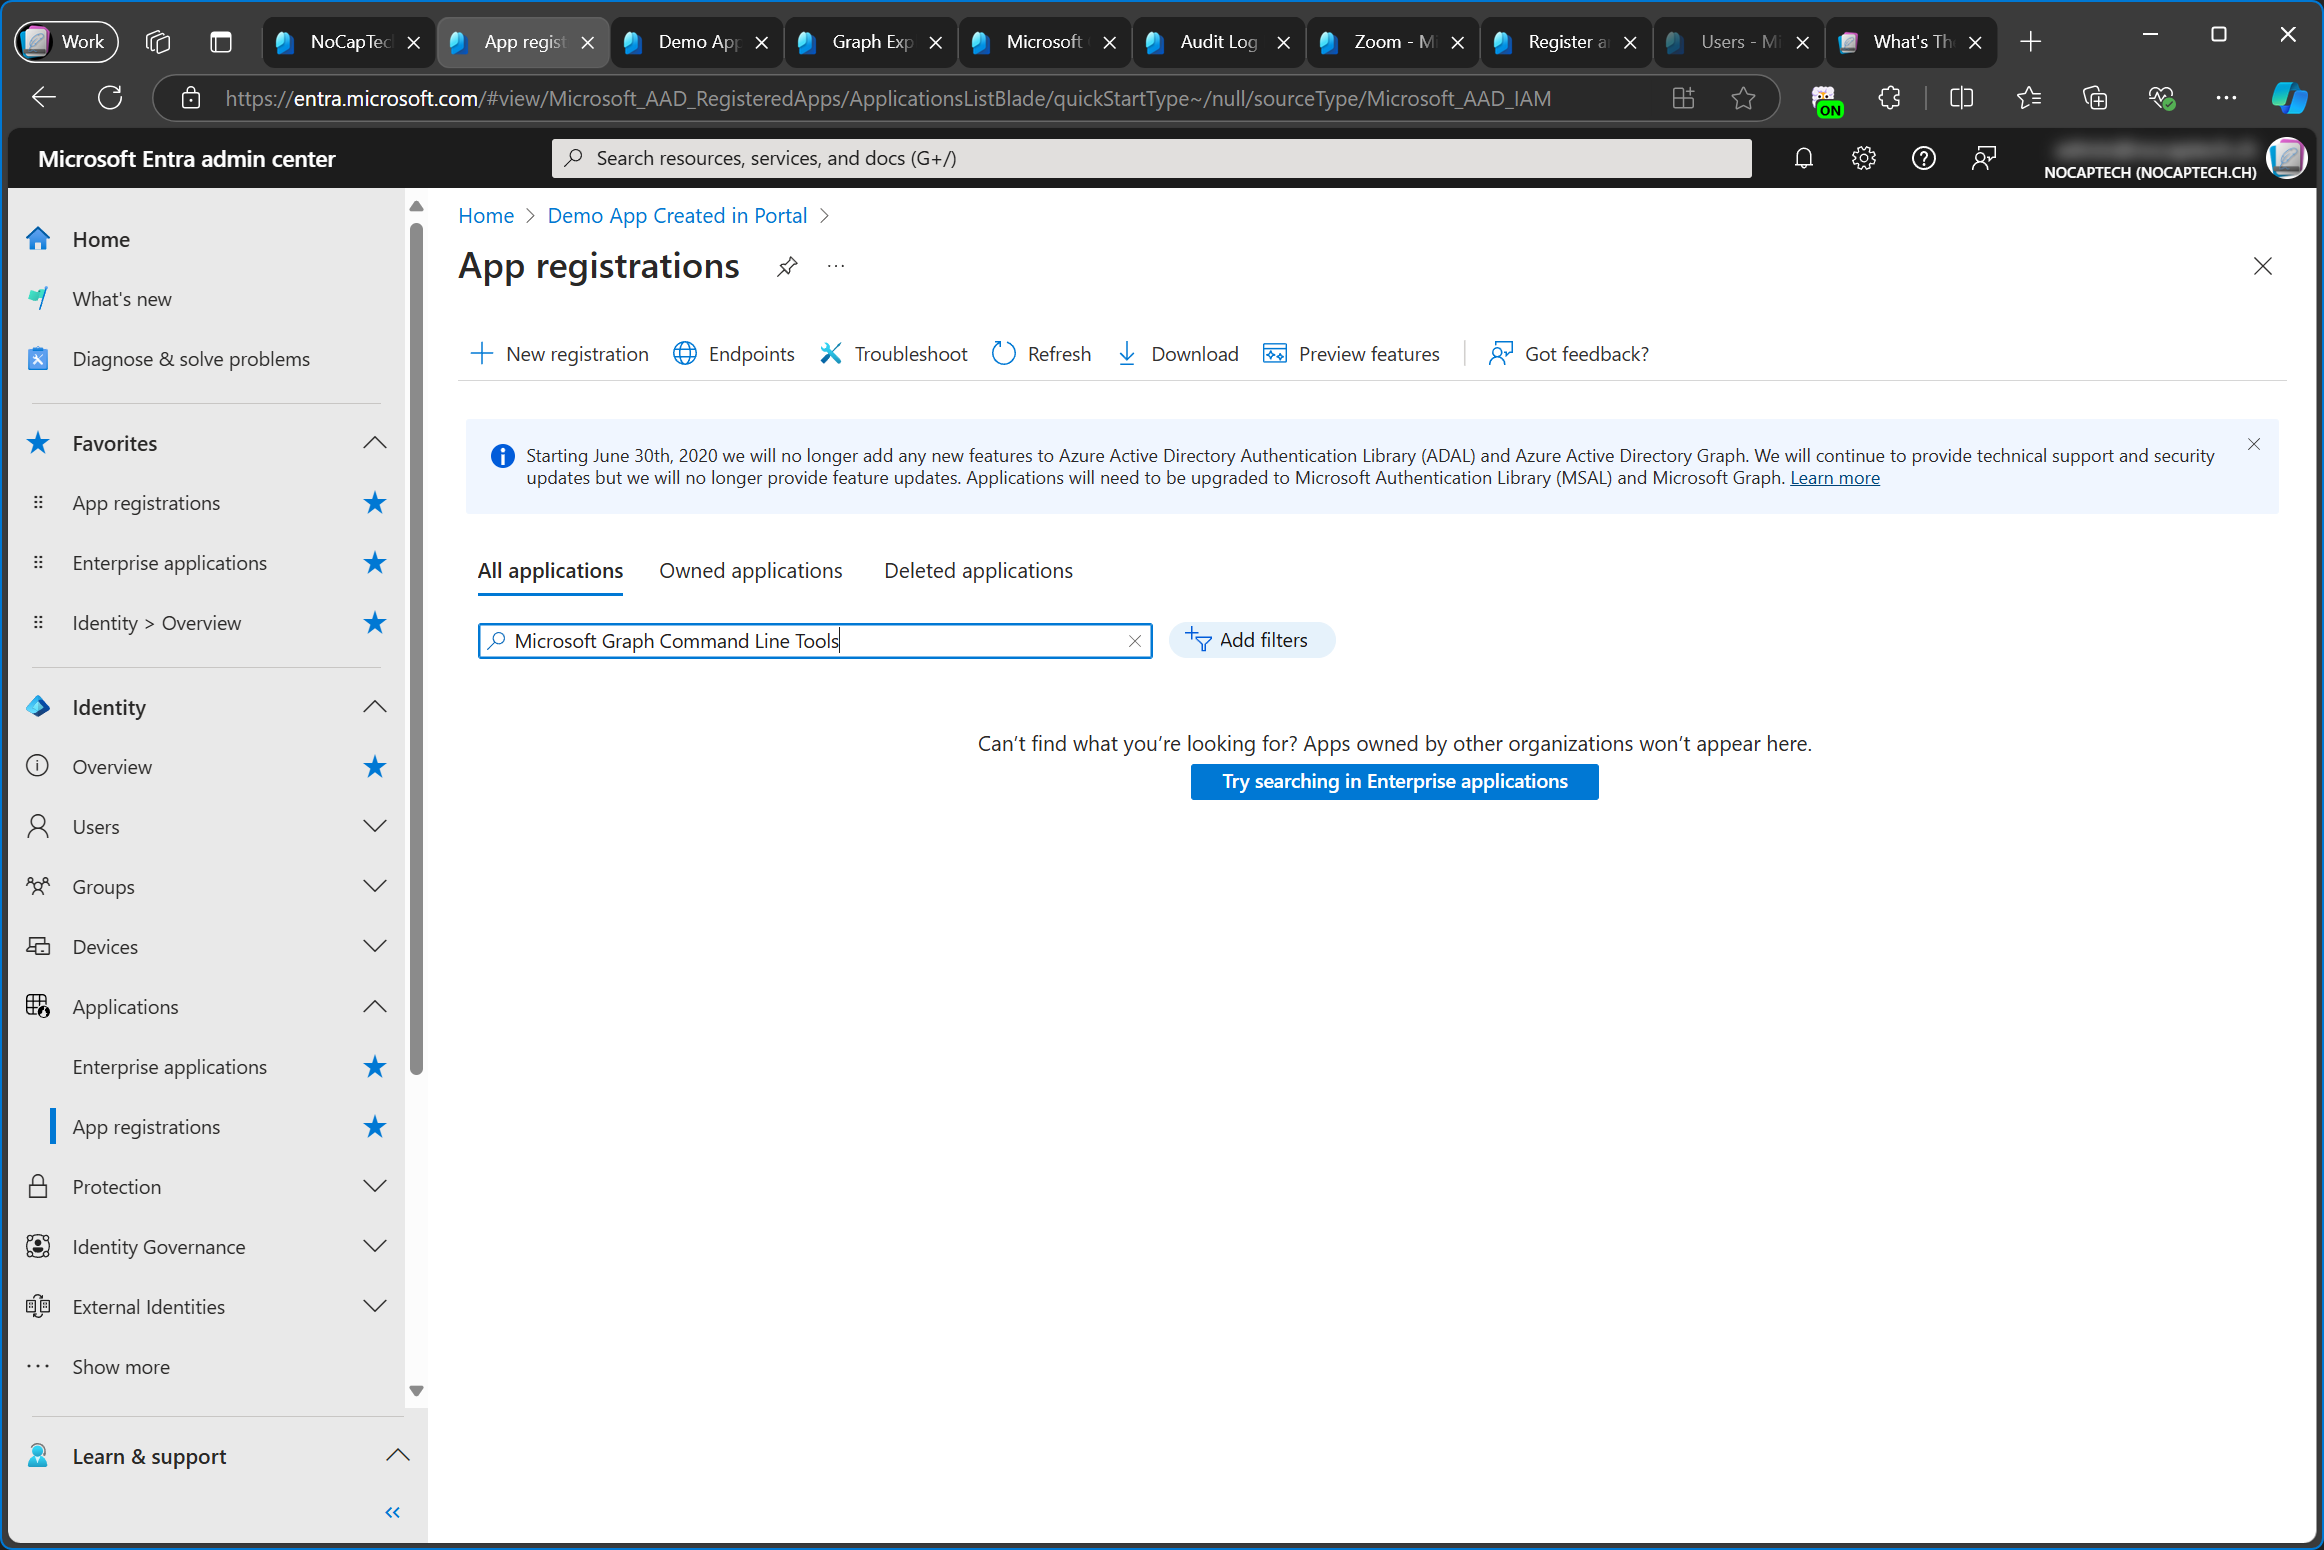 Work
NoCapTec
App regist
Demo App
Graph Exp
Microsoft
Audit Log
Zoom - Mi
Register a
Users - Mi
What's Th
https://entra.microsoft.com/#view/Microsoft_AAD_RegisteredApps/ApplicationsListBlade/quickStartType~/null/sourceType/Microsoft_AAD_IAM
ON
Microsoft Entra admin center
Search resources, services, and docs (G+/)
NOCAPTECH (NOCAPTECH.CH)
Home
What's new
Diagnose & solve problems
Favorites
App registrations
Enterprise applications
Identity > Overview
Identity
Overview
Users
Groups
Devices
Applications
Enterprise applications
App registrations
Protection
Identity Governance
External Identities
Show more
Learn & support
Home > Demo App Created in Portal >
App registrations
New registration
Endpoints
Troubleshoot
Refresh
Download
Preview features
Got feedback?
Starting June 30th, 2020 we will no longer add any new features to Azure Active Directory Authentication Library (ADAL) and Azure Active Directory Graph. We will continue to provide technical support and security
updates but we will no longer provide feature updates. Applications will need to be upgraded to Microsoft Authentication Library (MSAL) and Microsoft Graph. Learn more
All applications
Owned applications
Deleted applications
Microsoft Graph Command Line Tools
Add filters
Can’t find what you’re looking for? Apps owned by other organizations won’t appear here.
Try searching in Enterprise applications